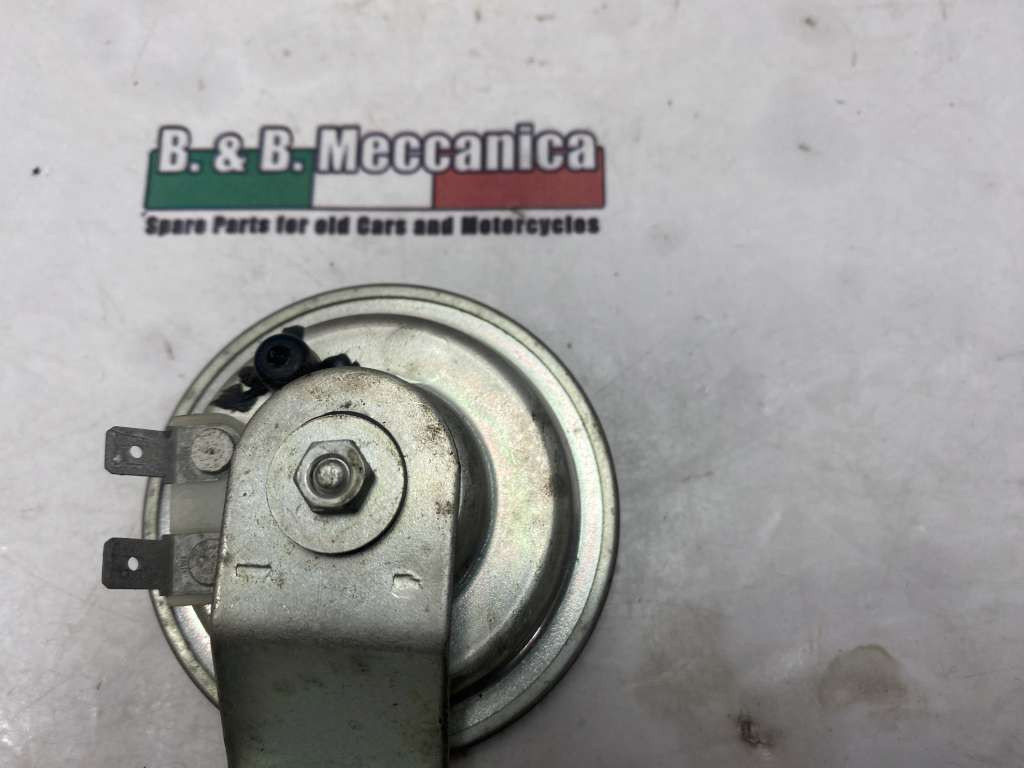 B. & B. Meccanica
Spare Parts for old Cars and Motorcycles